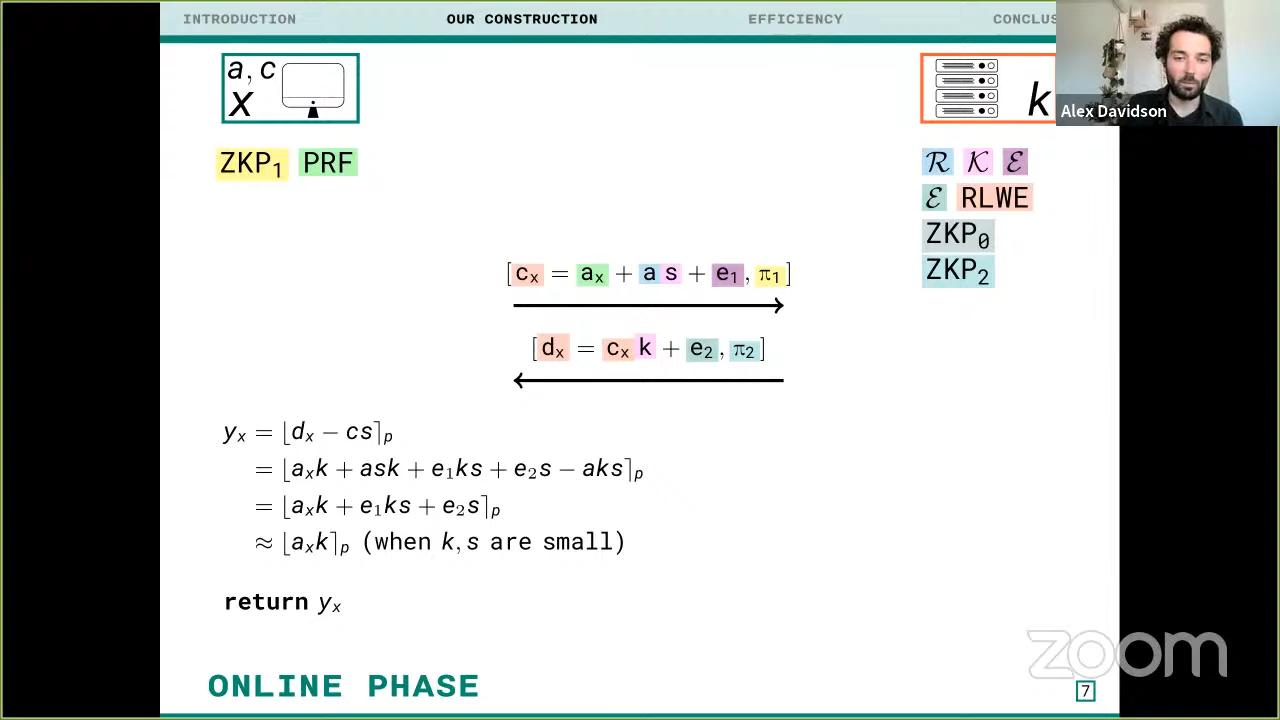 INTRODUCTION OUR CONSTRUCTION EFFICIENCY CONCLUS
a, c
x
k
Alex Davidson
ZKP₁ PRF
ℛ 𝒦 ℰ
ℰ RLWE
ZKP₀
ZKP₂
[cₓ = aₓ + a s + e₁, π₁]
[dₓ = cₓ k + e₂, π₂]
yₓ = ⌊dₓ − cs⌉ₚ
= ⌊aₓk + ask + e₁ks + e₂s − aks⌉ₚ
= ⌊aₓk + e₁ks + e₂s⌉ₚ
≈ ⌊aₓk⌉ₚ (when k, s are small)
return yₓ
zoom
ONLINE PHASE
7